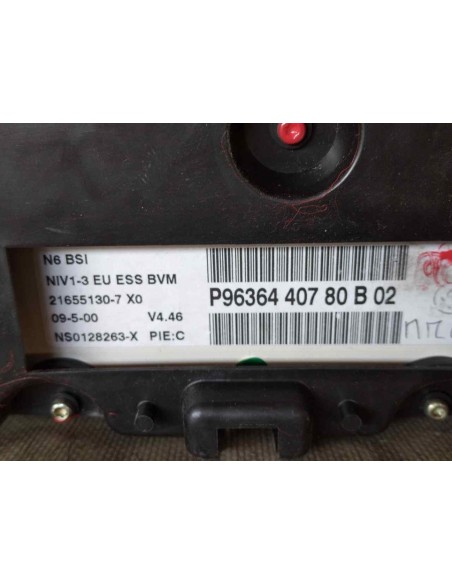 N6 BSI
NIV1-3 EU ESS BVM
21655130-7 X0
09-5-00 V4.46
NS0128263-X PIE:C
P96364 407 80 B 02